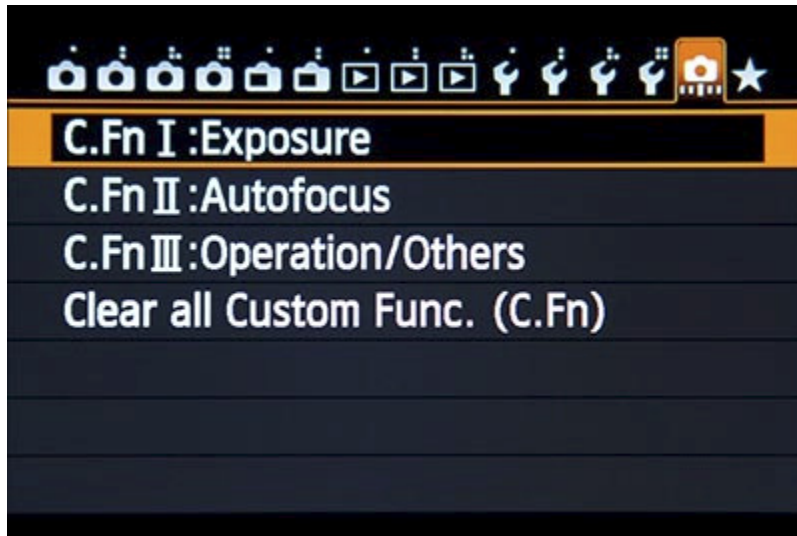 C.Fn I :Exposure
C.Fn II :Autofocus
C.Fn III :Operation/Others
Clear all Custom Func. (C.Fn)